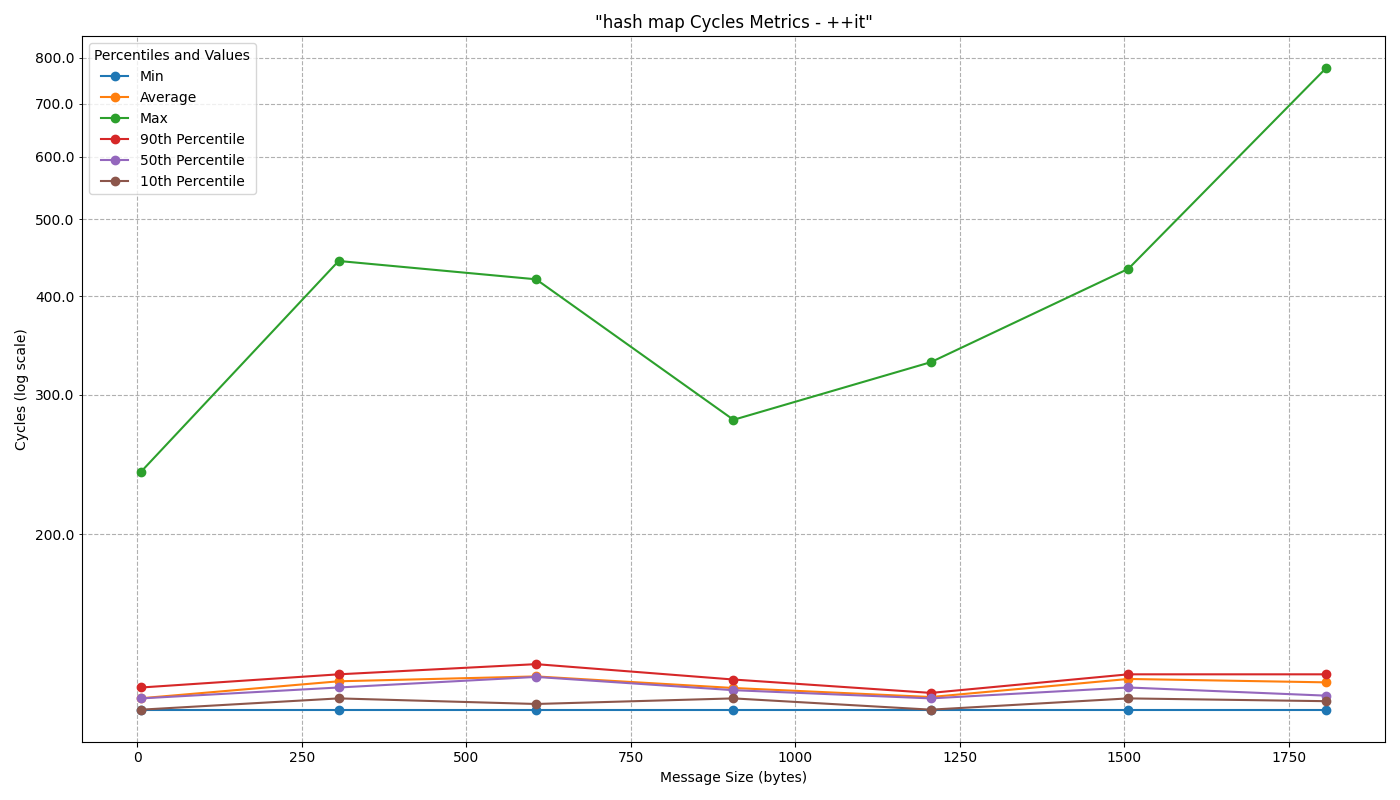 "hash map Cycles Metrics - ++it"
Percentiles and Values
Min
Average
Max
90th Percentile
50th Percentile
10th Percentile
800.0
700.0
600.0
500.0
400.0
300.0
200.0
Cycles (log scale)
0
250
500
750
1000
1250
1500
1750
Message Size (bytes)